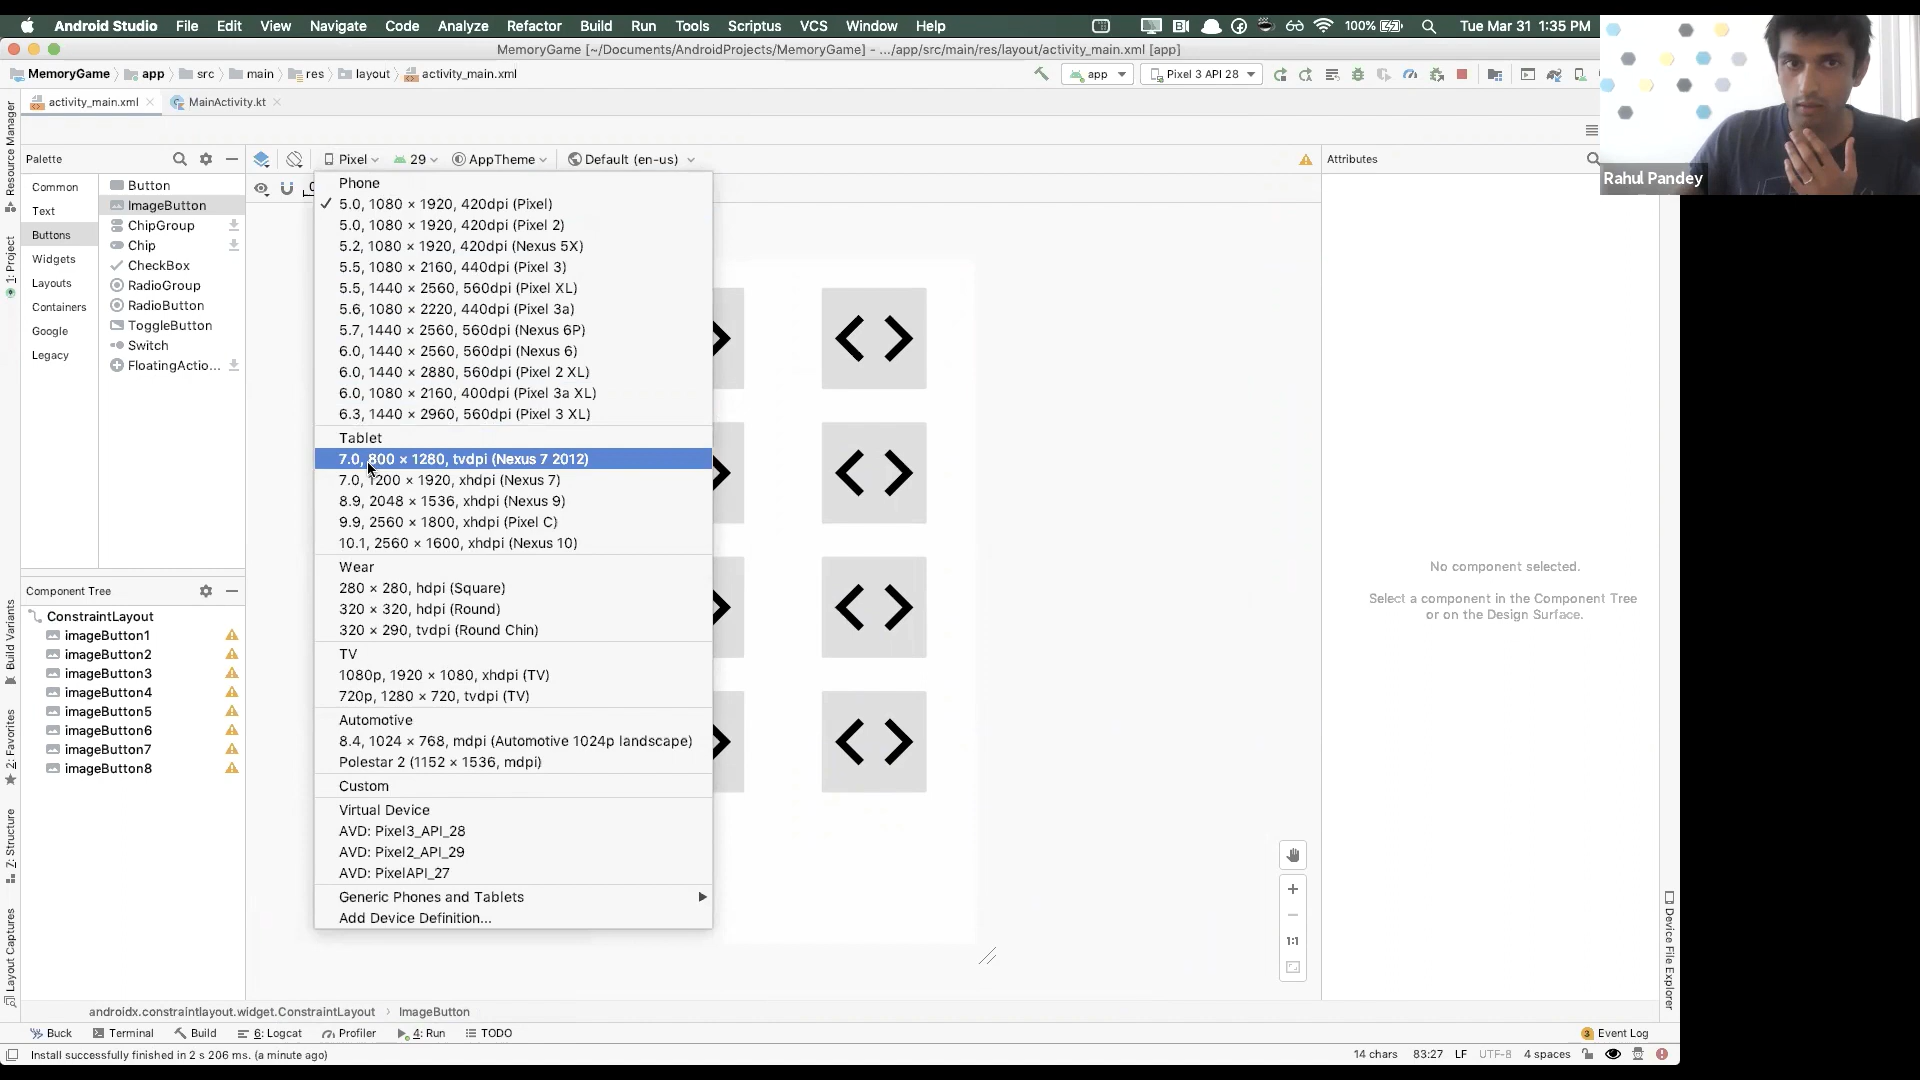 Android Studio File Edit View Navigate Code Analyze Refactor Build Run Tools Scriptus VCS Window Help 100% Tue Mar 31 1:35 PM
MemoryGame [~/Documents/AndroidProjects/MemoryGame] - .../app/src/main/res/layout/activity_main.xml [app]
MemoryGame app src main res layout activity_main.xml app Pixel 3 API 28
activity_main.xml MainActivity.kt
Resource Manager
1: Project
Build Variants
2: Favorites
7: Structure
Layout Captures
Palette
Common
Text
Buttons
Widgets
Layouts
Containers
Google
Legacy
Button
ImageButton
ChipGroup
Chip
CheckBox
RadioGroup
RadioButton
ToggleButton
Switch
FloatingActio...
Component Tree
ConstraintLayout
imageButton1
imageButton2
imageButton3
imageButton4
imageButton5
imageButton6
imageButton7
imageButton8
Pixel 29 AppTheme Default (en-us)
Phone
5.0, 1080 × 1920, 420dpi (Pixel)
5.0, 1080 × 1920, 420dpi (Pixel 2)
5.2, 1080 × 1920, 420dpi (Nexus 5X)
5.5, 1080 × 2160, 440dpi (Pixel 3)
5.5, 1440 × 2560, 560dpi (Pixel XL)
5.6, 1080 × 2220, 440dpi (Pixel 3a)
5.7, 1440 × 2560, 560dpi (Nexus 6P)
6.0, 1440 × 2560, 560dpi (Nexus 6)
6.0, 1440 × 2880, 560dpi (Pixel 2 XL)
6.0, 1080 × 2160, 400dpi (Pixel 3a XL)
6.3, 1440 × 2960, 560dpi (Pixel 3 XL)
Tablet
7.0, 800 × 1280, tvdpi (Nexus 7 2012)
7.0, 1200 × 1920, xhdpi (Nexus 7)
8.9, 2048 × 1536, xhdpi (Nexus 9)
9.9, 2560 × 1800, xhdpi (Pixel C)
10.1, 2560 × 1600, xhdpi (Nexus 10)
Wear
280 × 280, hdpi (Square)
320 × 320, hdpi (Round)
320 × 290, tvdpi (Round Chin)
TV
1080p, 1920 × 1080, xhdpi (TV)
720p, 1280 × 720, tvdpi (TV)
Automotive
8.4, 1024 × 768, mdpi (Automotive 1024p landscape)
Polestar 2 (1152 × 1536, mdpi)
Custom
Virtual Device
AVD: Pixel3_API_28
AVD: Pixel2_API_29
AVD: PixelAPI_27
Generic Phones and Tablets
Add Device Definition...
1:1
Attributes
No component selected.
Select a component in the Component Tree
or on the Design Surface.
Rahul Pandey
Device File Explorer
androidx.constraintlayout.widget.ConstraintLayout ImageButton
Buck Terminal Build 6: Logcat Profiler 4: Run TODO 3 Event Log
Install successfully finished in 2 s 206 ms. (a minute ago) 14 chars 83:27 LF UTF-8 4 spaces